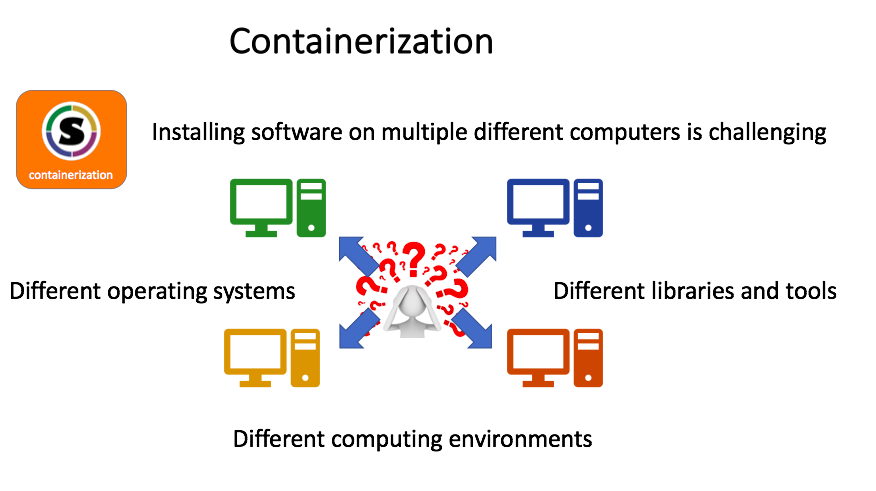 Containerization
S
containerization
Installing software on multiple different computers is challenging
Different operating systems
Different libraries and tools
Different computing environments